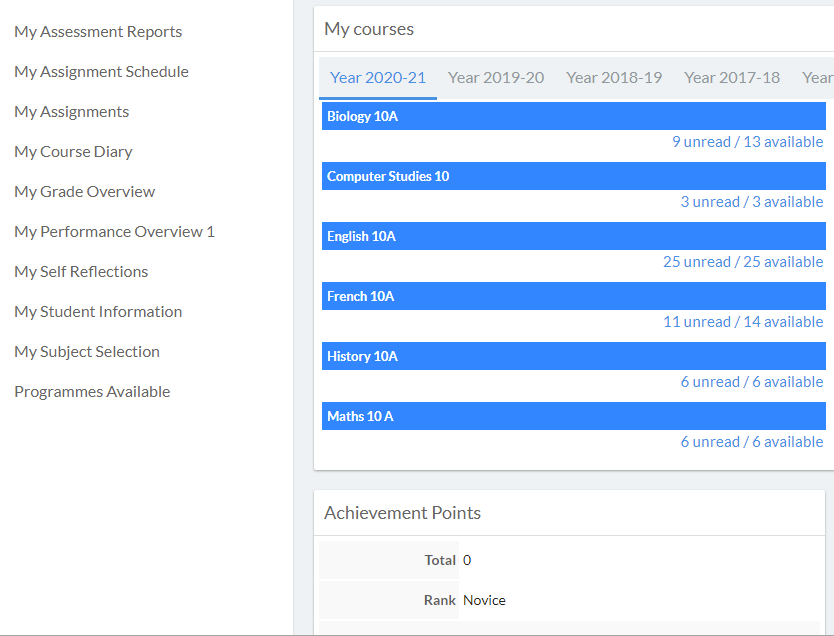 My Assessment Reports
My Assignment Schedule
My Assignments
My Course Diary
My Grade Overview
My Performance Overview 1
My Self Reflections
My Student Information
My Subject Selection
Programmes Available
My courses
Year 2020-21 Year 2019-20 Year 2018-19 Year 2017-18 Year
Biology 10A
9 unread / 13 available
Computer Studies 10
3 unread / 3 available
English 10A
25 unread / 25 available
French 10A
11 unread / 14 available
History 10A
6 unread / 6 available
Maths 10 A
6 unread / 6 available
Achievement Points
Total 0
Rank Novice